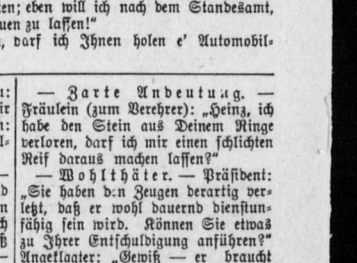 en; eben will ich nach dem Standesamt,
uen zu lassen!"
, darf ich Ihnen holen e' Automobil-
— Zarte Andeutung. —
Fräulein (zum Verehrer): „Heinz, ich
habe den Stein aus Deinem Ringe
verloren, darf ich mir einen schlichten
Reif daraus machen lassen?"
— Wohlthäter. — Präsident:
„Sie haben den Zeugen derartig ver-
letzt, daß er wohl dauernd dienstun-
fähig sein wird. Können Sie etwas
zu Ihrer Entschuldigung anführen?"
Angeklagter: „Gewiß — er braucht